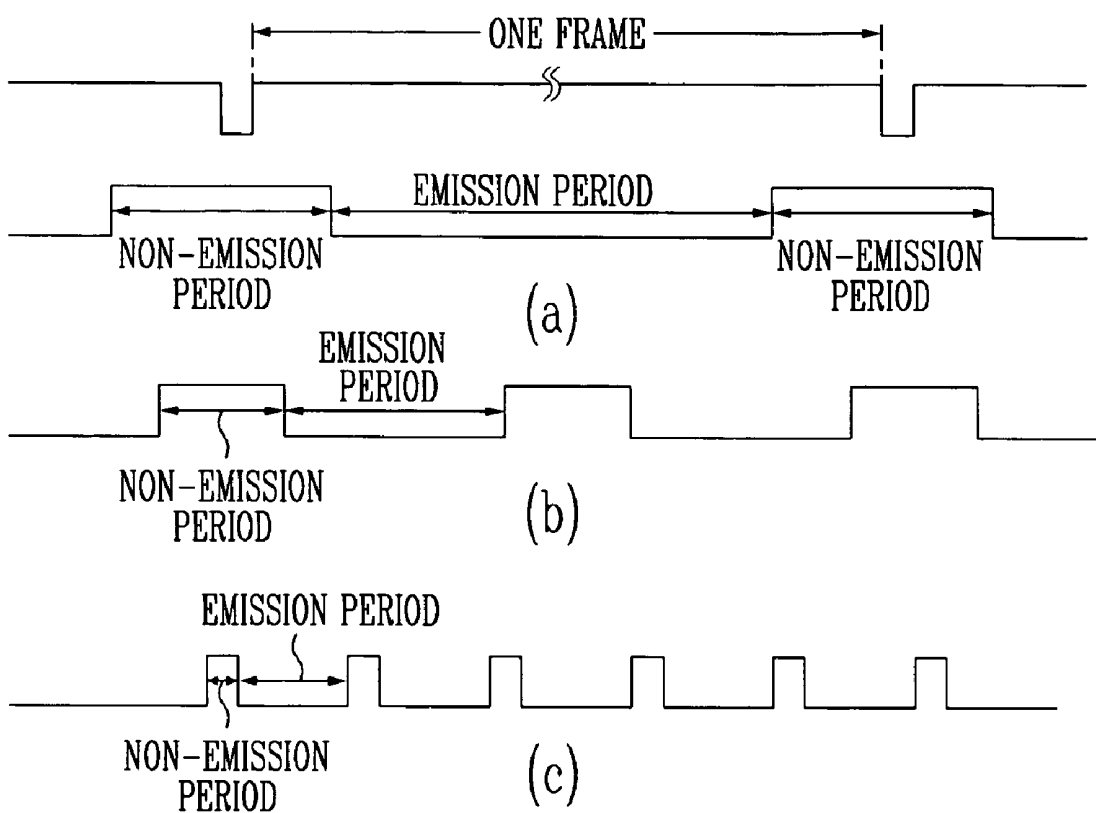 ONE FRAME
EMISSION PERIOD
NON-EMISSION
PERIOD
NON-EMISSION
PERIOD
(a)
EMISSION
PERIOD
NON-EMISSION
PERIOD
(b)
EMISSION PERIOD
NON-EMISSION
PERIOD
(c)